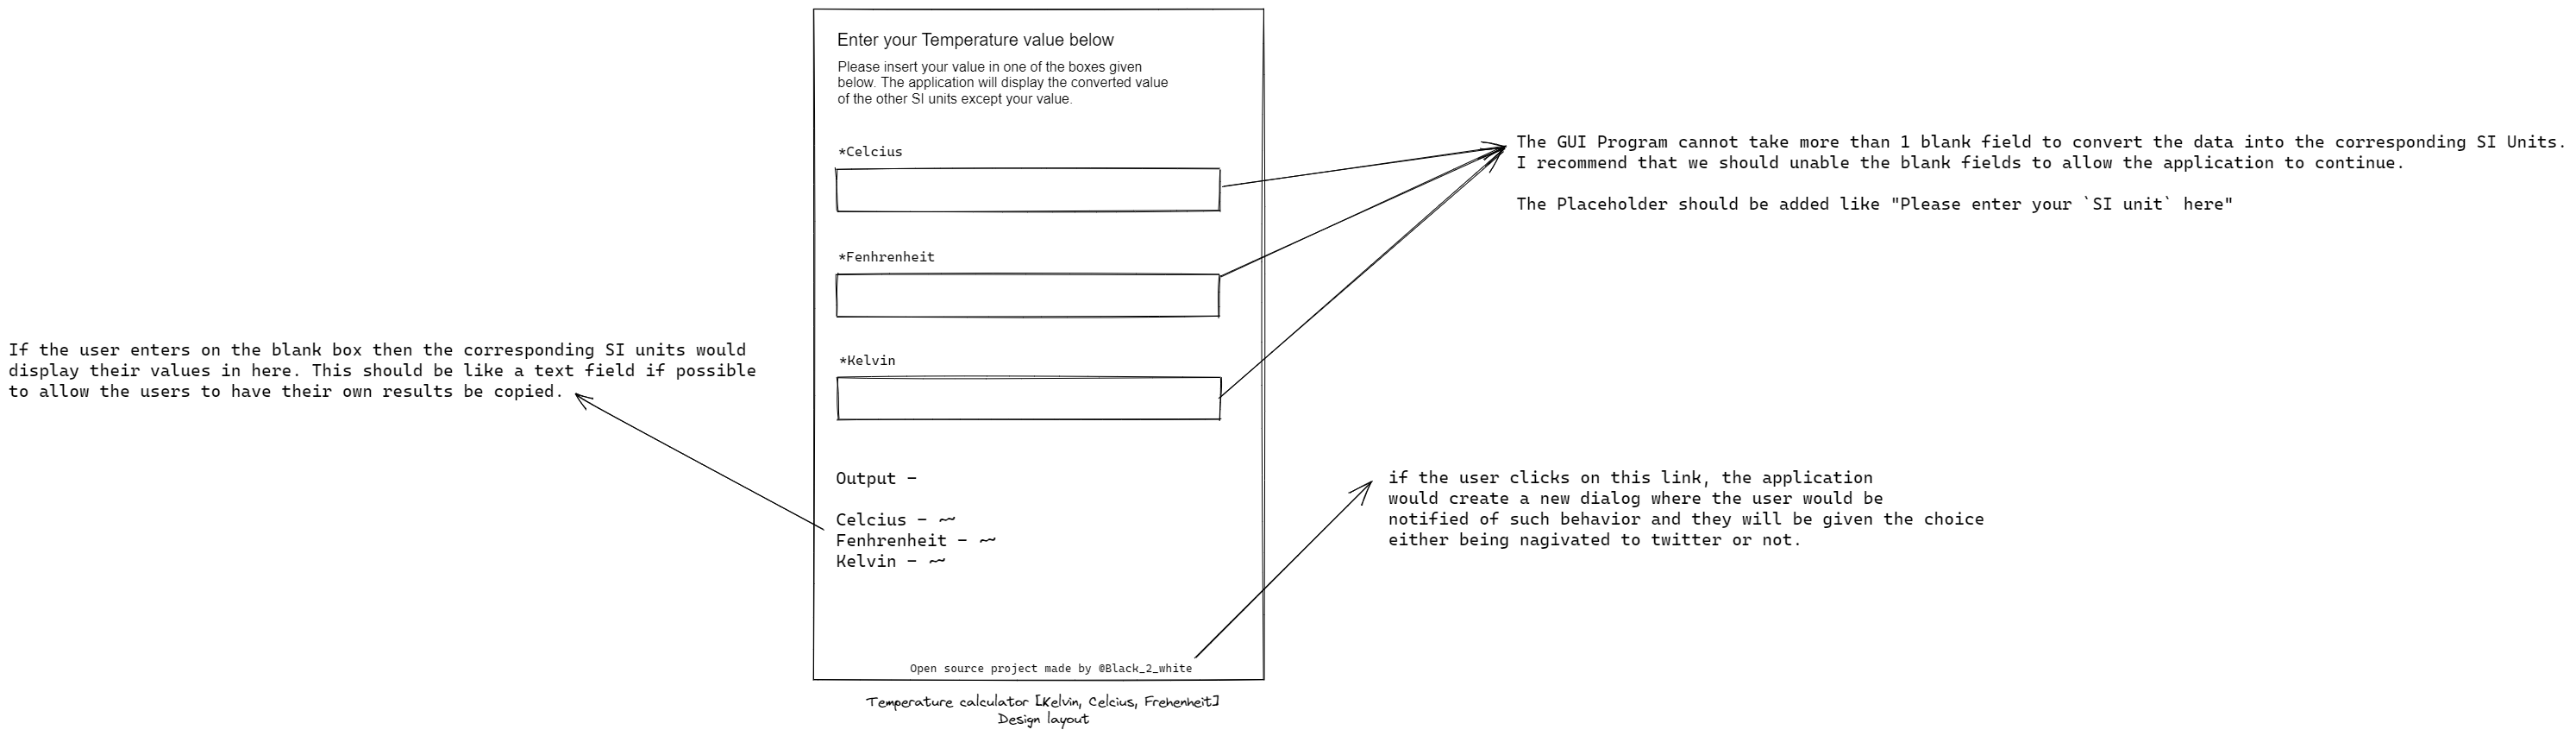 Enter your Temperature value below
Please insert your value in one of the boxes given
below. The application will display the converted value
of the other SI units except your value.
*Celcius
*Fenhrenheit
*Kelvin
Output -
Celcius - ~~
Fenhrenheit - ~~
Kelvin - ~~
Open source project made by @Black_2_white
Temperature calculator [Kelvin, Celcius, Frehenheit]
Design layout
The GUI Program cannot take more than 1 blank field to convert the data into the corresponding SI Units.
I recommend that we should unable the blank fields to allow the application to continue.
The Placeholder should be added like "Please enter your `SI unit` here"
If the user enters on the blank box then the corresponding SI units would
display their values in here. This should be like a text field if possible
to allow the users to have their own results be copied.
if the user clicks on this link, the application
would create a new dialog where the user would be
notified of such behavior and they will be given the choice
either being nagivated to twitter or not.